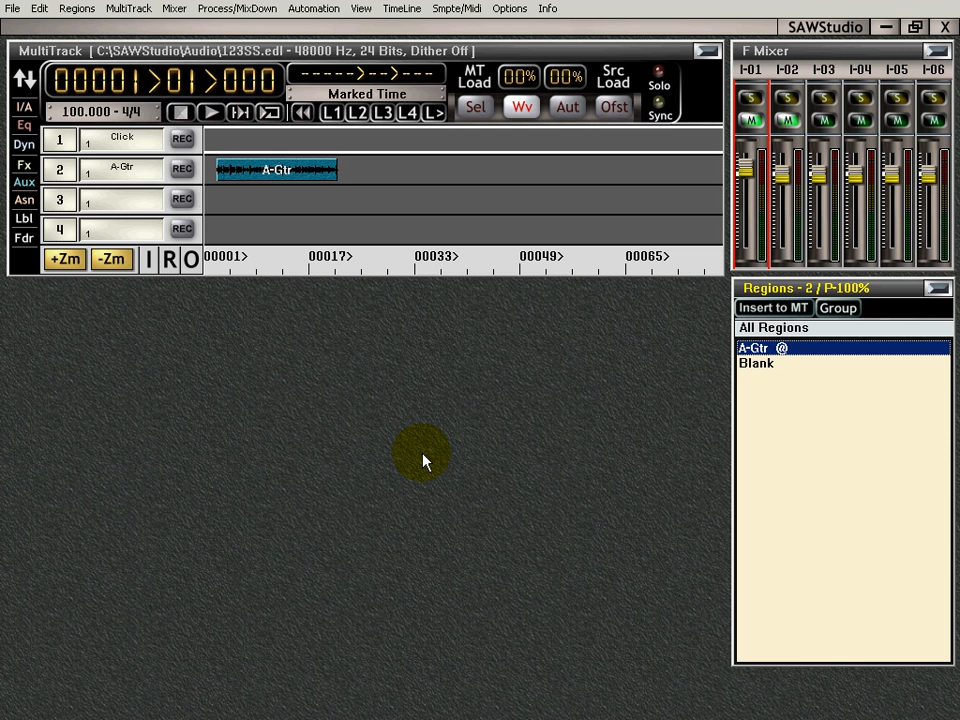 File Edit Regions MultiTrack Mixer Process/MixDown Automation View TimeLine Smpte/Midi Options Info
SAWStudio X
MultiTrack [ C:\SAWStudio\Audio\123SS.edl - 48000 Hz, 24 Bits, Dither Off ]
F Mixer
00001>01>000
----->-->---
Marked Time
MT Load 00% 00% Src Load
Solo
Sync
I-01 I-02 I-03 I-04 I-05 I-06
S S S S S S
M M M M M M
100.000 - 4/4
L1 L2 L3 L4 L>
Sel Wv Aut Ofst
I/A
Eq
Dyn
Fx
Aux
Asn
Lbl
Fdr
1 Click 1 REC
2 A-Gtr 1 REC A-Gtr
3 1 REC
4 1 REC
+Zm -Zm I R O
00001> 00017> 00033> 00049> 00065>
Regions - 2 / P-100%
Insert to MT Group
All Regions
A-Gtr @
Blank